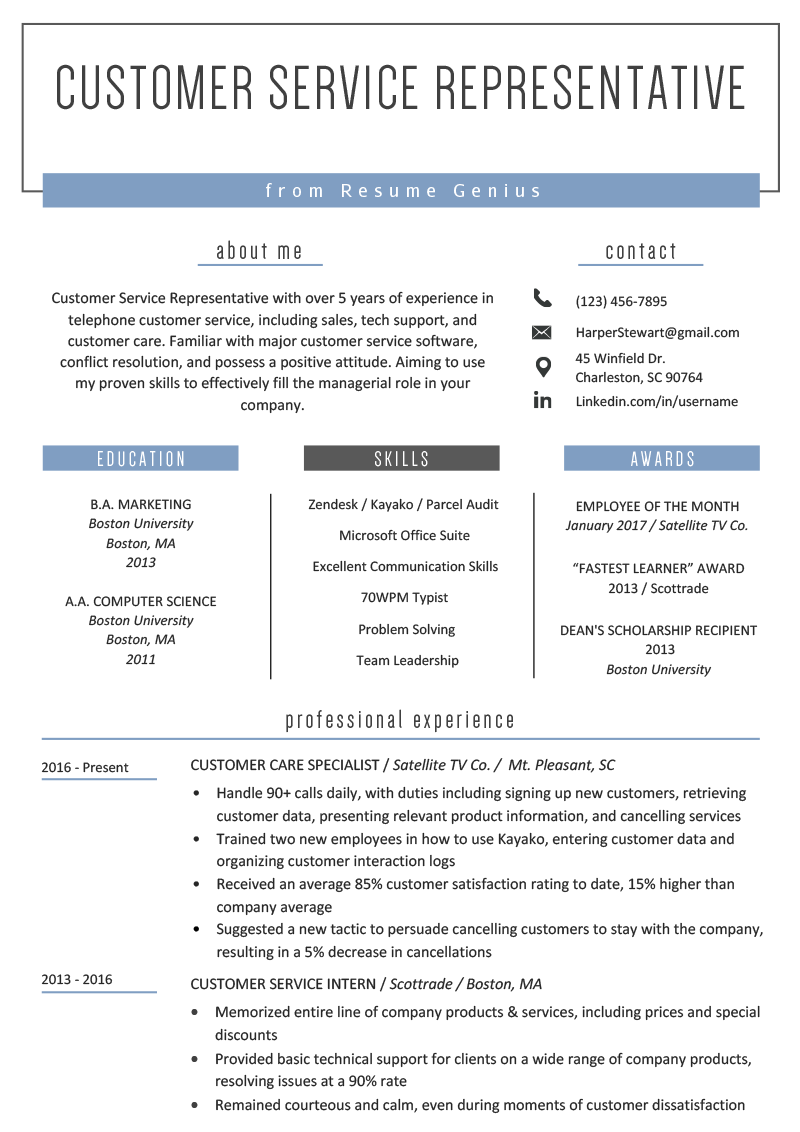 CUSTOMER SERVICE REPRESENTATIVE
from Resume Genius
about me
Customer Service Representative with over 5 years of experience in
telephone customer service, including sales, tech support, and
customer care. Familiar with major customer service software,
conflict resolution, and possess a positive attitude. Aiming to use
my proven skills to effectively fill the managerial role in your
company.
contact
(123) 456-7895
HarperStewart@gmail.com
45 Winfield Dr.
Charleston, SC 90764
in
Linkedin.com/in/username
EDUCATION
B.A. MARKETING
Boston University
Boston, MA
2013
A.A. COMPUTER SCIENCE
Boston University
Boston, MA
2011
SKILLS
Zendesk / Kayako / Parcel Audit
Microsoft Office Suite
Excellent Communication Skills
70WPM Typist
Problem Solving
Team Leadership
AWARDS
EMPLOYEE OF THE MONTH
January 2017 / Satellite TV Co.
“FASTEST LEARNER” AWARD
2013 / Scottrade
DEAN'S SCHOLARSHIP RECIPIENT
2013
Boston University
professional experience
2016 - Present
CUSTOMER CARE SPECIALIST / Satellite TV Co. / Mt. Pleasant, SC
• Handle 90+ calls daily, with duties including signing up new customers, retrieving
customer data, presenting relevant product information, and cancelling services
• Trained two new employees in how to use Kayako, entering customer data and
organizing customer interaction logs
• Received an average 85% customer satisfaction rating to date, 15% higher than
company average
• Suggested a new tactic to persuade cancelling customers to stay with the company,
resulting in a 5% decrease in cancellations
2013 - 2016
CUSTOMER SERVICE INTERN / Scottrade / Boston, MA
• Memorized entire line of company products & services, including prices and special
discounts
• Provided basic technical support for clients on a wide range of company products,
resolving issues at a 90% rate
• Remained courteous and calm, even during moments of customer dissatisfaction